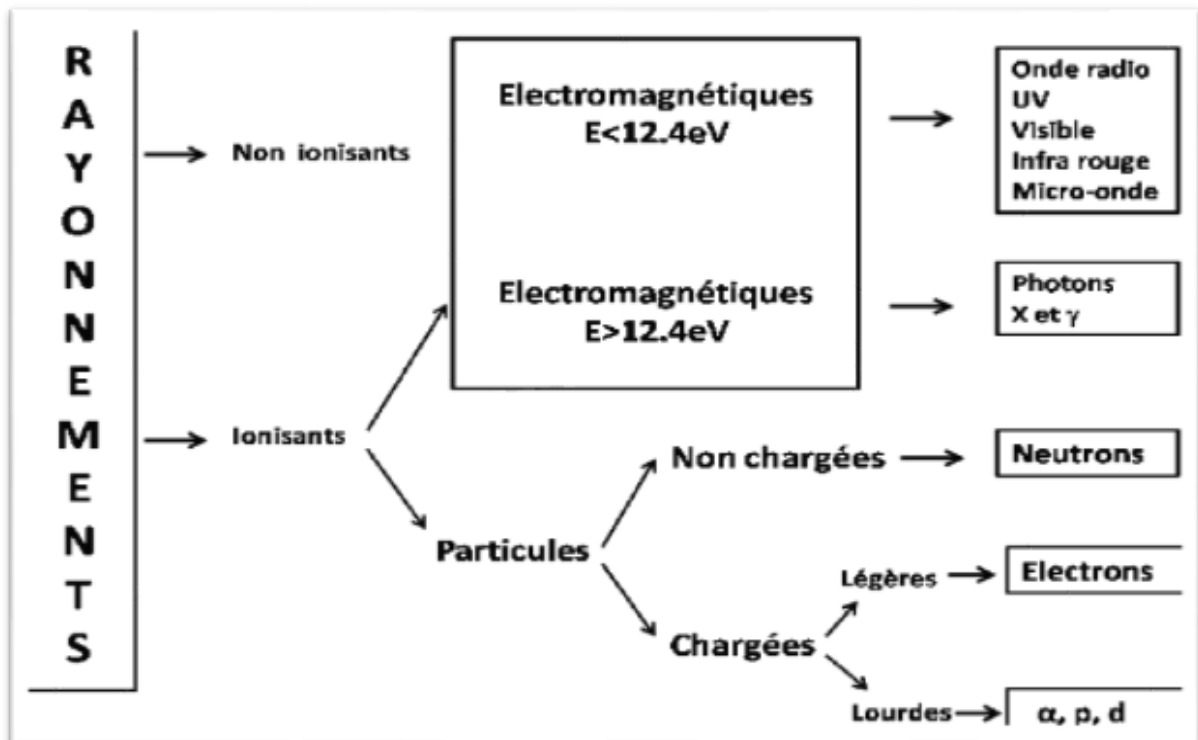 RAYONNEMENTS
Non ionisants
Electromagnétiques
E<12.4eV
Onde radio
UV
Visible
Infra rouge
Micro-onde
Ionisants
Electromagnétiques
E>12.4eV
Photons
X et γ
Particules
Non chargées
Neutrons
Chargées
Légères
Electrons
Lourdes
α, p, d